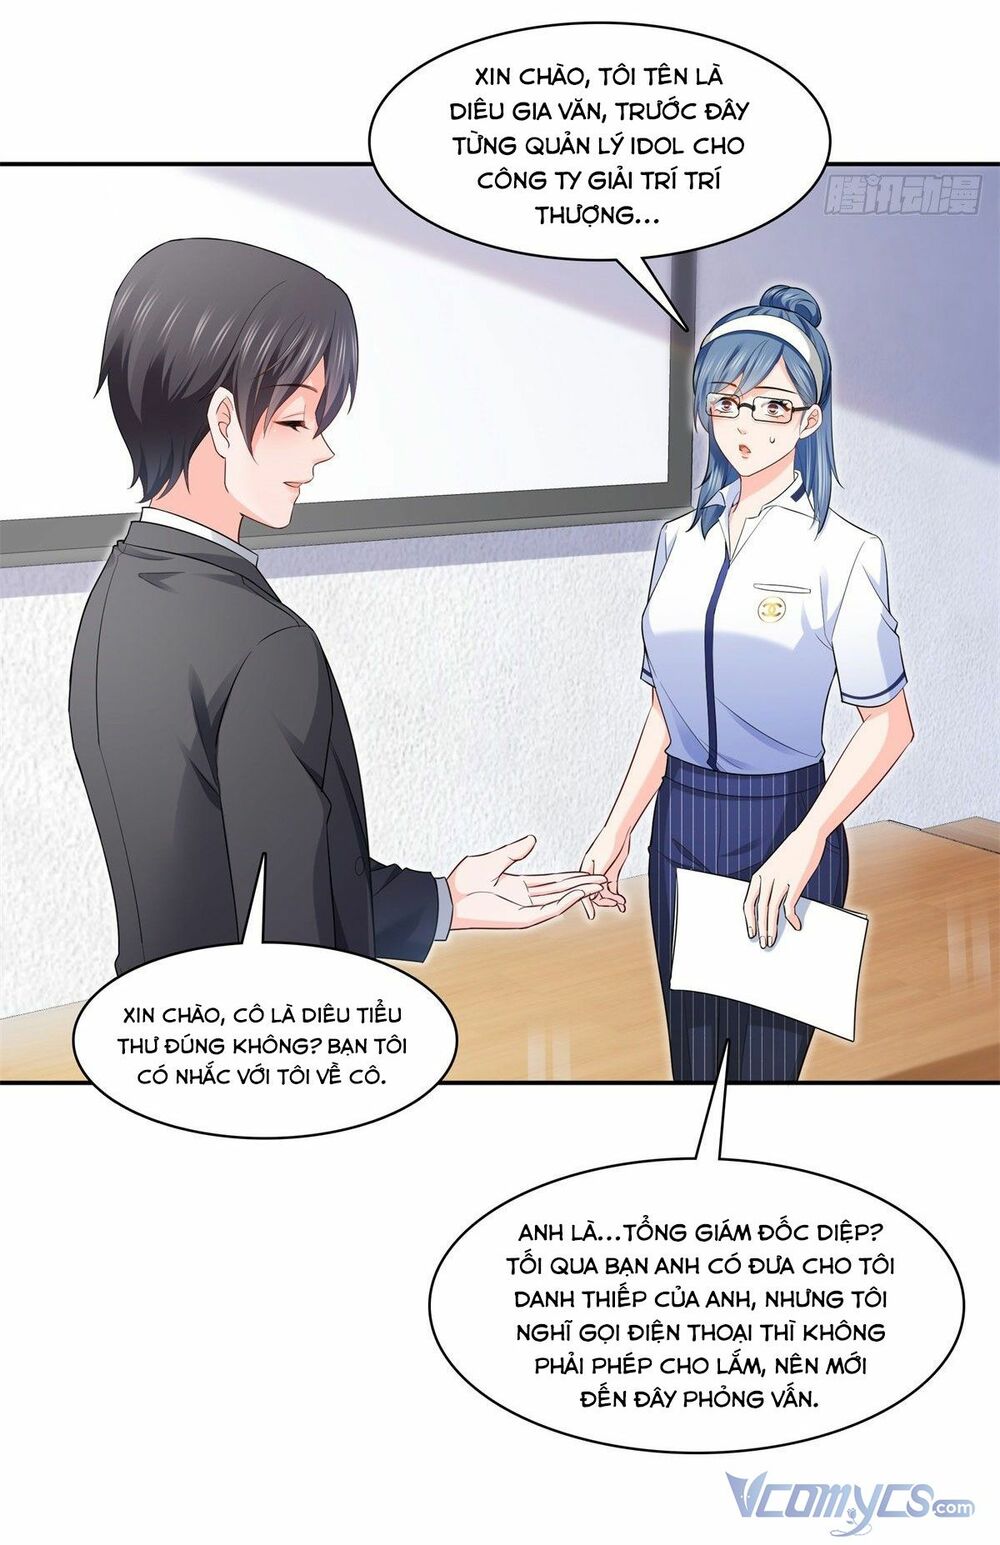 XIN CHÀO, TÔI TÊN LÀ
DIÊU GIA VĂN, TRƯỚC ĐÂY
TỪNG QUẢN LÝ IDOL CHO
CÔNG TY GIẢI TRÍ TRÍ
THƯỢNG...
腾讯动漫
XIN CHÀO, CÔ LÀ DIÊU TIỂU
THƯ ĐÚNG KHÔNG? BẠN TÔI
CÓ NHẮC VỚI TÔI VỀ CÔ.
ANH LÀ...TỔNG GIÁM ĐỐC DIỆP?
TỐI QUA BẠN ANH CÓ ĐƯA CHO TÔI
DANH THIẾP CỦA ANH, NHƯNG TÔI
NGHĨ GỌI ĐIỆN THOẠI THÌ KHÔNG
PHẢI PHÉP CHO LẮM, NÊN MỚI
ĐẾN ĐÂY PHỎNG VẤN.
VCOMYCS.com